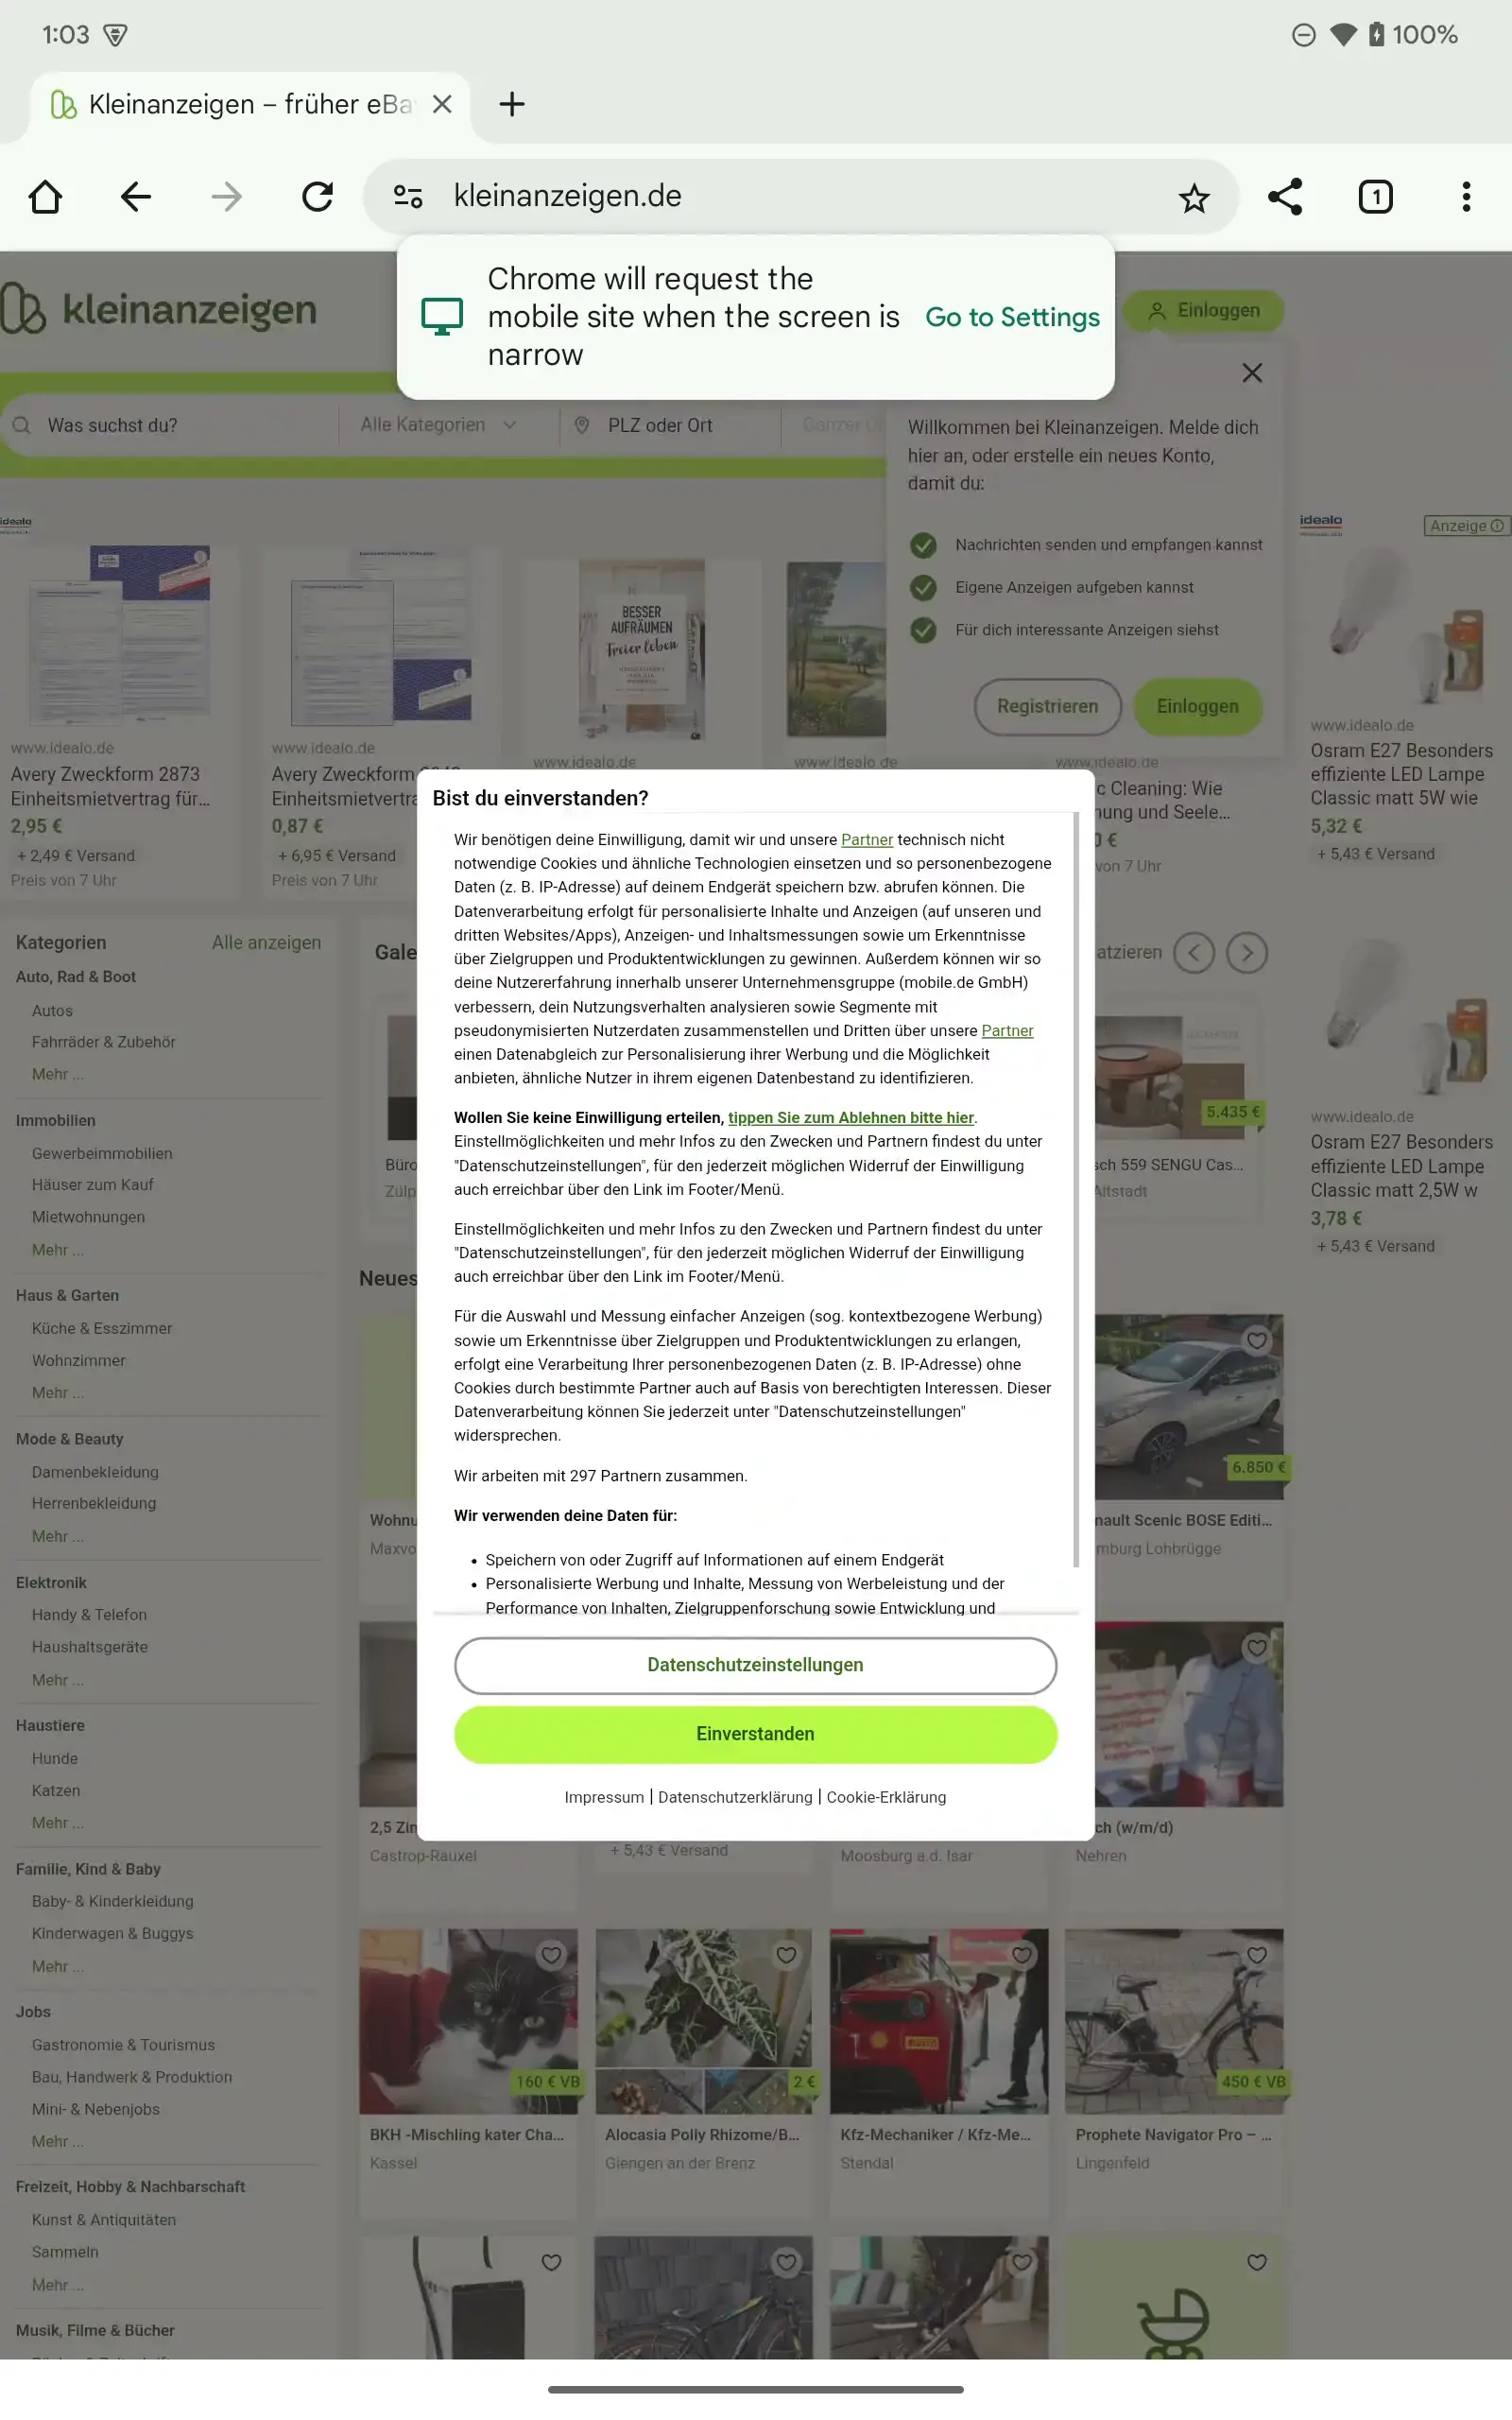 1:03
100%
Kleinanzeigen – früher eBay
kleinanzeigen.de
1
Chrome will request the
mobile site when the screen is
narrow
Go to Settings
kleinanzeigen
Einloggen
Was suchst du?
Alle Kategorien
PLZ oder Ort
Ganzer
Willkommen bei Kleinanzeigen. Melde dich
hier an, oder erstelle ein neues Konto,
damit du:
Nachrichten senden und empfangen kannst
Eigene Anzeigen aufgeben kannst
Für dich interessante Anzeigen siehst
Registrieren
Einloggen
idealo
idealo
Anzeige
BESSER
AUFRÄUMEN
Freier leben
www.idealo.de
Avery Zweckform 2873
Einheitsmietvertrag für...
2,95 €
+ 2,49 € Versand
Preis von 7 Uhr
www.idealo.de
Avery Zweckform
Einheitsmietvertra
0,87 €
+ 6,95 € Versand
Preis von 7 Uhr
www.idealo.de
www.idealo.de
www.idealo.de
c Cleaning: Wie
nung und Seele...
0 €
von 7 Uhr
www.idealo.de
Osram E27 Besonders
effiziente LED Lampe
Classic matt 5W wie
5,32 €
+ 5,43 € Versand
www.idealo.de
Osram E27 Besonders
effiziente LED Lampe
Classic matt 2,5W w
3,78 €
+ 5,43 € Versand
Bist du einverstanden?
Wir benötigen deine Einwilligung, damit wir und unsere Partner technisch nicht
notwendige Cookies und ähnliche Technologien einsetzen und so personenbezogene
Daten (z. B. IP-Adresse) auf deinem Endgerät speichern bzw. abrufen können. Die
Datenverarbeitung erfolgt für personalisierte Inhalte und Anzeigen (auf unseren und
dritten Websites/Apps), Anzeigen- und Inhaltsmessungen sowie um Erkenntnisse
über Zielgruppen und Produktentwicklungen zu gewinnen. Außerdem können wir so
deine Nutzererfahrung innerhalb unserer Unternehmensgruppe (mobile.de GmbH)
verbessern, dein Nutzungsverhalten analysieren sowie Segmente mit
pseudonymisierten Nutzerdaten zusammenstellen und Dritten über unsere Partner
einen Datenabgleich zur Personalisierung ihrer Werbung und die Möglichkeit
anbieten, ähnliche Nutzer in ihrem eigenen Datenbestand zu identifizieren.
Wollen Sie keine Einwilligung erteilen, tippen Sie zum Ablehnen bitte hier.
Einstellmöglichkeiten und mehr Infos zu den Zwecken und Partnern findest du unter
"Datenschutzeinstellungen", für den jederzeit möglichen Widerruf der Einwilligung
auch erreichbar über den Link im Footer/Menü.
Einstellmöglichkeiten und mehr Infos zu den Zwecken und Partnern findest du unter
"Datenschutzeinstellungen", für den jederzeit möglichen Widerruf der Einwilligung
auch erreichbar über den Link im Footer/Menü.
Für die Auswahl und Messung einfacher Anzeigen (sog. kontextbezogene Werbung)
sowie um Erkenntnisse über Zielgruppen und Produktentwicklungen zu erlangen,
erfolgt eine Verarbeitung Ihrer personenbezogenen Daten (z. B. IP-Adresse) ohne
Cookies durch bestimmte Partner auch auf Basis von berechtigten Interessen. Dieser
Datenverarbeitung können Sie jederzeit unter "Datenschutzeinstellungen"
widersprechen.
Wir arbeiten mit 297 Partnern zusammen.
Wir verwenden deine Daten für:
• Speichern von oder Zugriff auf Informationen auf einem Endgerät
• Personalisierte Werbung und Inhalte, Messung von Werbeleistung und der
Performance von Inhalten, Zielgruppenforschung sowie Entwicklung und
Datenschutzeinstellungen
Einverstanden
Impressum | Datenschutzerklärung | Cookie-Erklärung
Kategorien
Alle anzeigen
Auto, Rad & Boot
Autos
Fahrräder & Zubehör
Mehr ...
Immobilien
Gewerbeimmobilien
Häuser zum Kauf
Mietwohnungen
Mehr ...
Haus & Garten
Küche & Esszimmer
Wohnzimmer
Mehr ...
Mode & Beauty
Damenbekleidung
Herrenbekleidung
Mehr ...
Elektronik
Handy & Telefon
Haushaltsgeräte
Mehr ...
Haustiere
Hunde
Katzen
Mehr ...
Familie, Kind & Baby
Baby- & Kinderkleidung
Kinderwagen & Buggys
Mehr ...
Jobs
Gastronomie & Tourismus
Bau, Handwerk & Produktion
Mini- & Nebenjobs
Mehr ...
Freizeit, Hobby & Nachbarschaft
Kunst & Antiquitäten
Sammeln
Mehr ...
Musik, Filme & Bücher
Gale
atzieren
Büro
Zülp
5.435 €
sch 559 SENGU Cas...
Altstadt
Neues
Wohnu
Maxvo
6.850 €
nault Scenic BOSE Editi...
mburg Lohbrügge
2,5 Zin
Castrop-Rauxel
+ 5,43 € Versand
Moosburg a.d. Isar
ch (w/m/d)
Nehren
160 € VB
BKH -Mischling kater Cha...
Kassel
2 €
Alocasia Polly Rhizome/B...
Giengen an der Brenz
Kfz-Mechaniker / Kfz-Me...
Stendal
450 € VB
Prophete Navigator Pro – ...
Lingenfeld